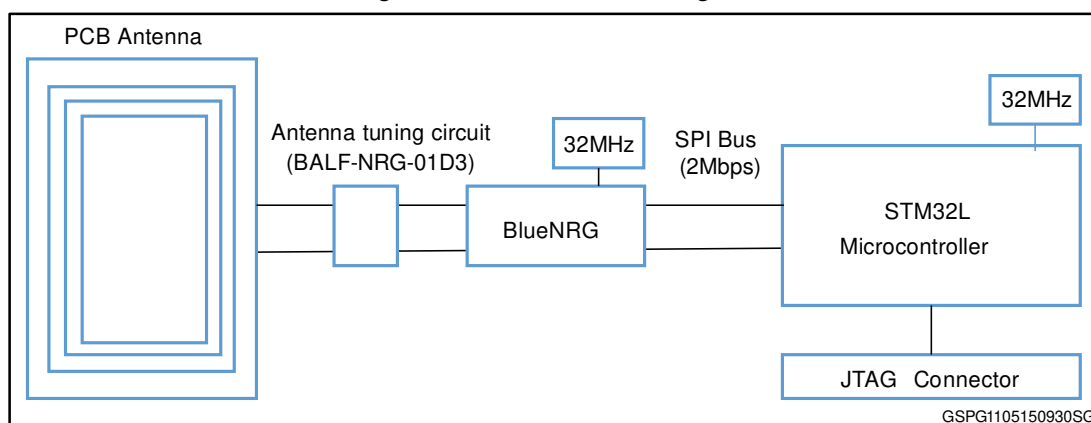 PCB Antenna
Antenna tuning circuit
(BALF-NRG-01D3)
32MHz
BlueNRG
SPI Bus
(2Mbps)
32MHz
STM32L
Microcontroller
JTAG Connector
GSPG1105150930SG